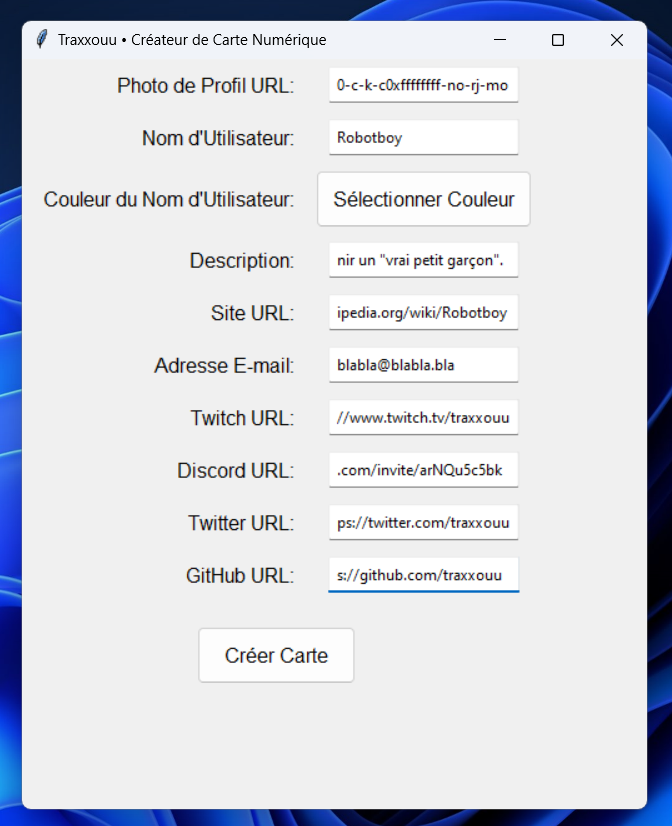 Traxxouu • Créateur de Carte Numérique
Photo de Profil URL: 0-c-k-c0xffffffff-no-rj-mo
Nom d'Utilisateur: Robotboy
Couleur du Nom d'Utilisateur: Sélectionner Couleur
Description: nir un "vrai petit garçon".
Site URL: ipedia.org/wiki/Robotboy
Adresse E-mail: blabla@blabla.bla
Twitch URL: //www.twitch.tv/traxxouu
Discord URL: .com/invite/arNQu5c5bk
Twitter URL: ps://twitter.com/traxxouu
GitHub URL: s://github.com/traxxouu
Créer Carte